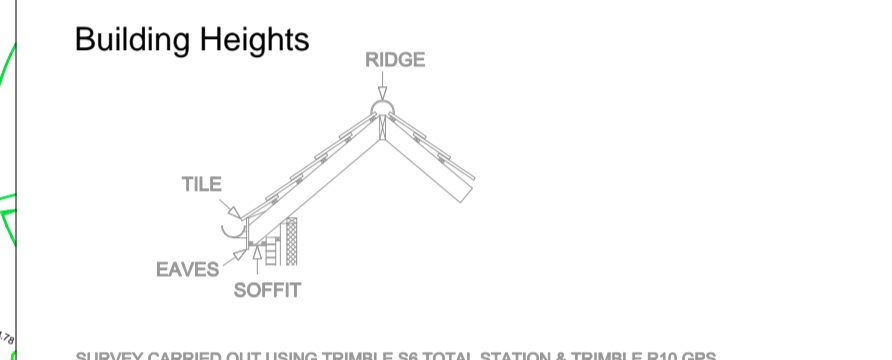 Building Heights
RIDGE
TILE
EAVES
SOFFIT
SURVEY CARRIED OUT USING TRIMBLE S6 TOTAL STATION & TRIMBLE R10 GPS